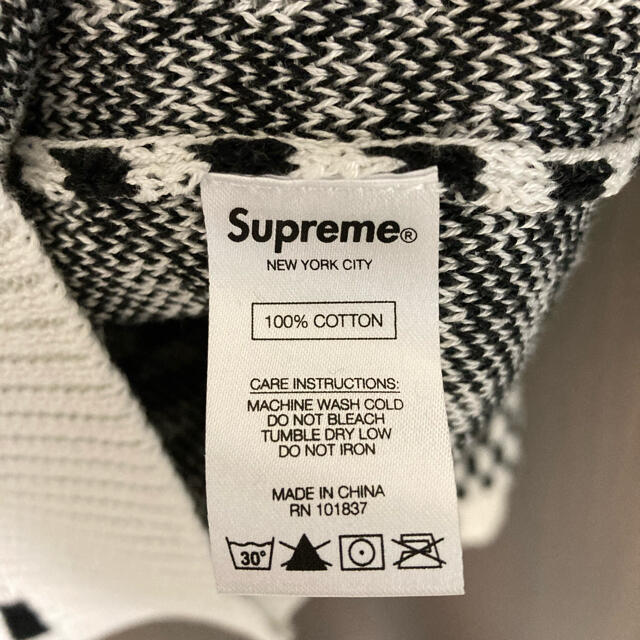 Supreme®
NEW YORK CITY
100% COTTON
CARE INSTRUCTIONS:
MACHINE WASH COLD
DO NOT BLEACH
TUMBLE DRY LOW
DO NOT IRON
MADE IN CHINA
RN 101837
30°